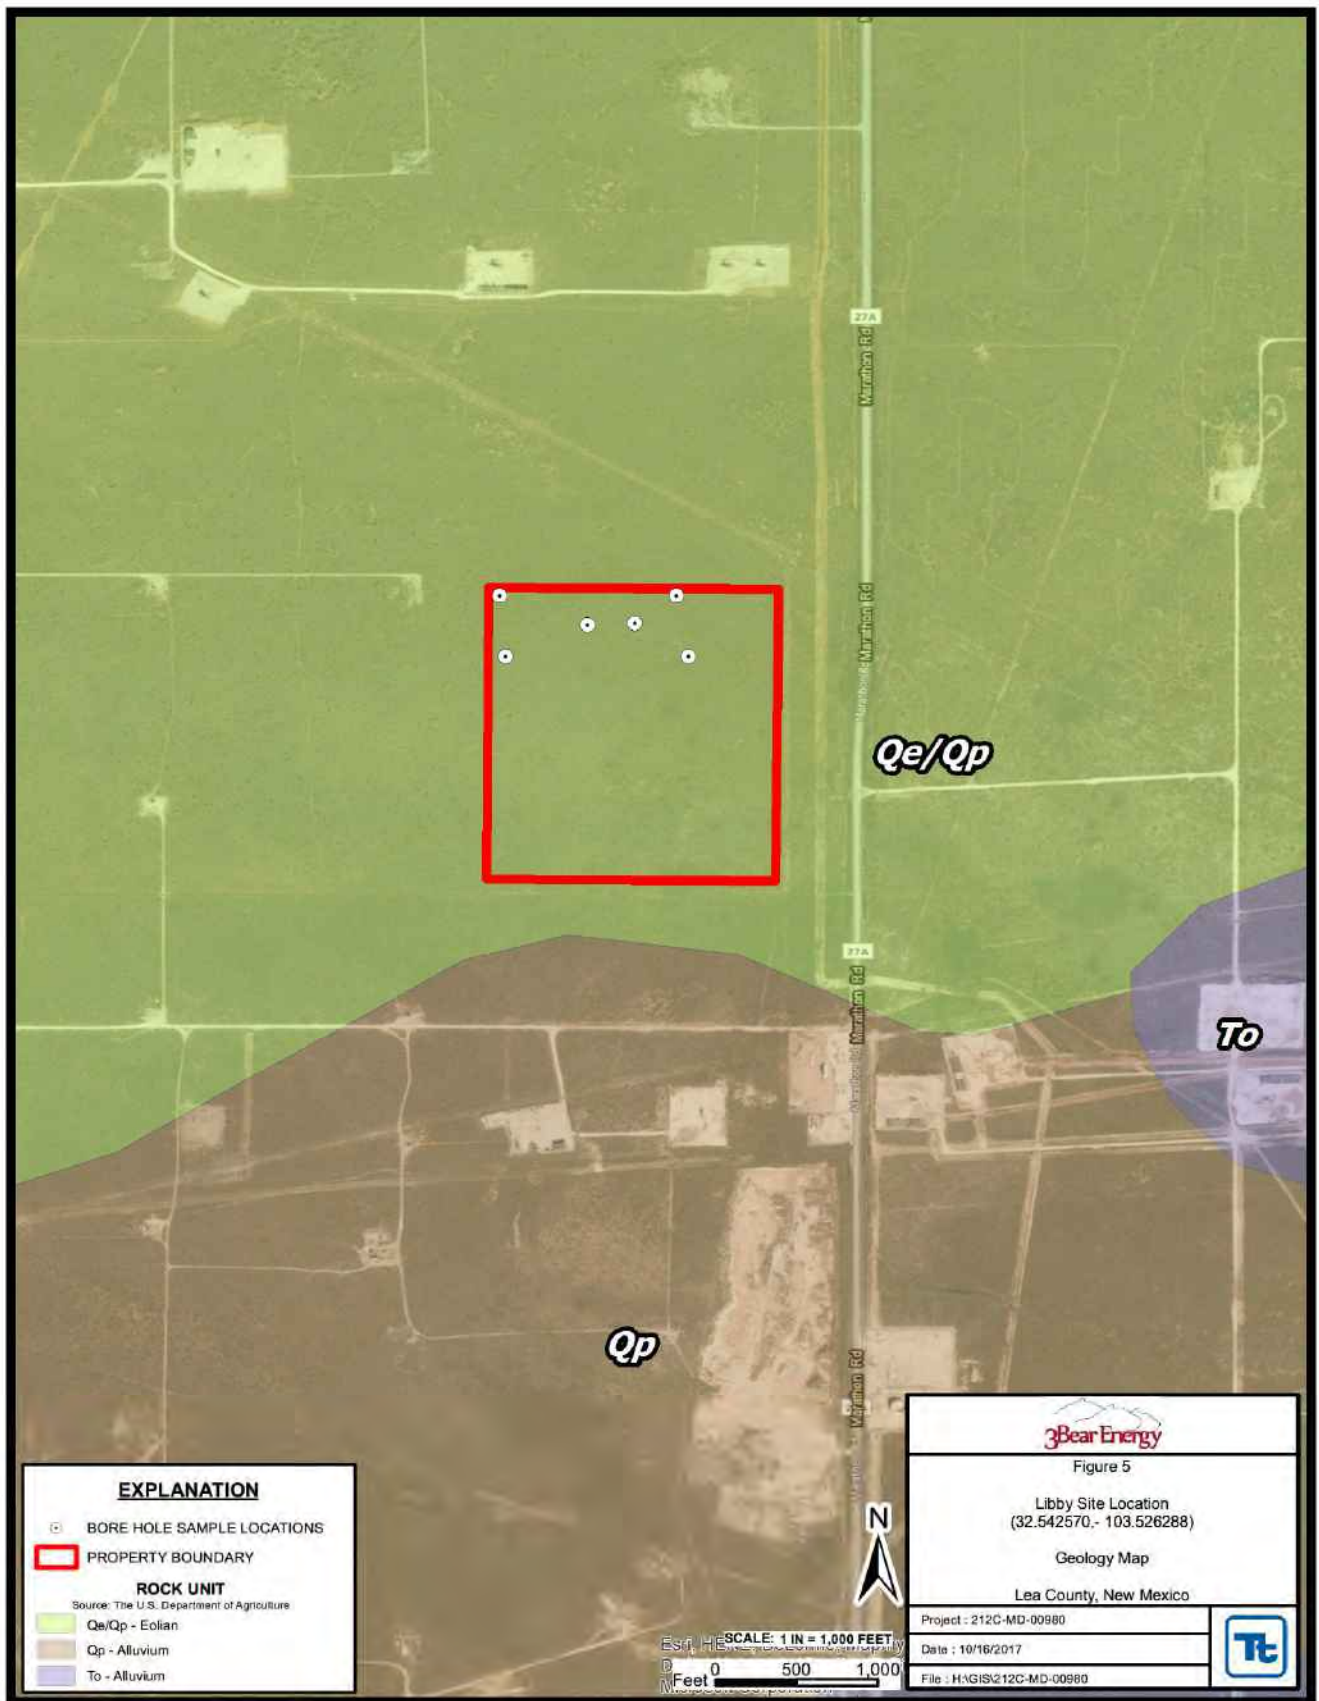 27A
Marathon Rd
Marathon Rd
Qe/Qp
27A
Marathon Rd
To
Qp
Marathon Rd
EXPLANATION
BORE HOLE SAMPLE LOCATIONS
PROPERTY BOUNDARY
ROCK UNIT
Source: The U.S. Department of Agriculture
Qe/Qp - Eolian
Qp - Alluvium
To - Alluvium
N
SCALE: 1 IN = 1,000 FEET
Feet 0 500 1,000
3Bear Energy
Figure 5
Libby Site Location
(32.542570,- 103.526288)
Geology Map
Lea County, New Mexico
Project : 212C-MD-00980
Date : 10/16/2017
File : H:\GIS\212C-MD-00980
Tt